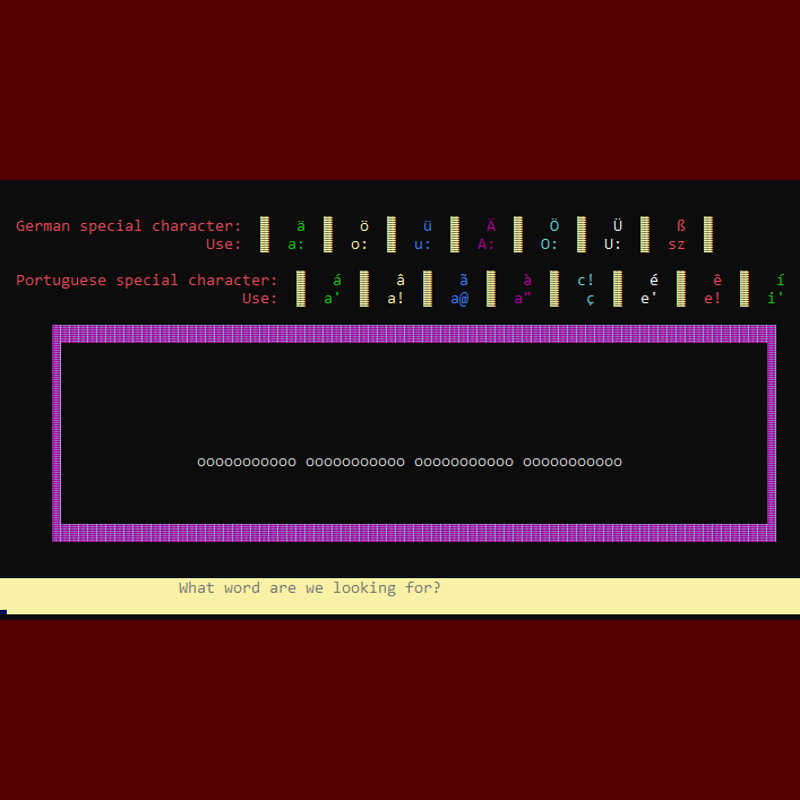 German special character: ä ö ü Ä Ö Ü ß
Use: a: o: u: A: O: U: sz
Portuguese special character: á â ã à c! é ê í
Use: a' a! a@ a" ç e' e! i'
ooooooooooo ooooooooooo ooooooooooo ooooooooooo
What word are we looking for?